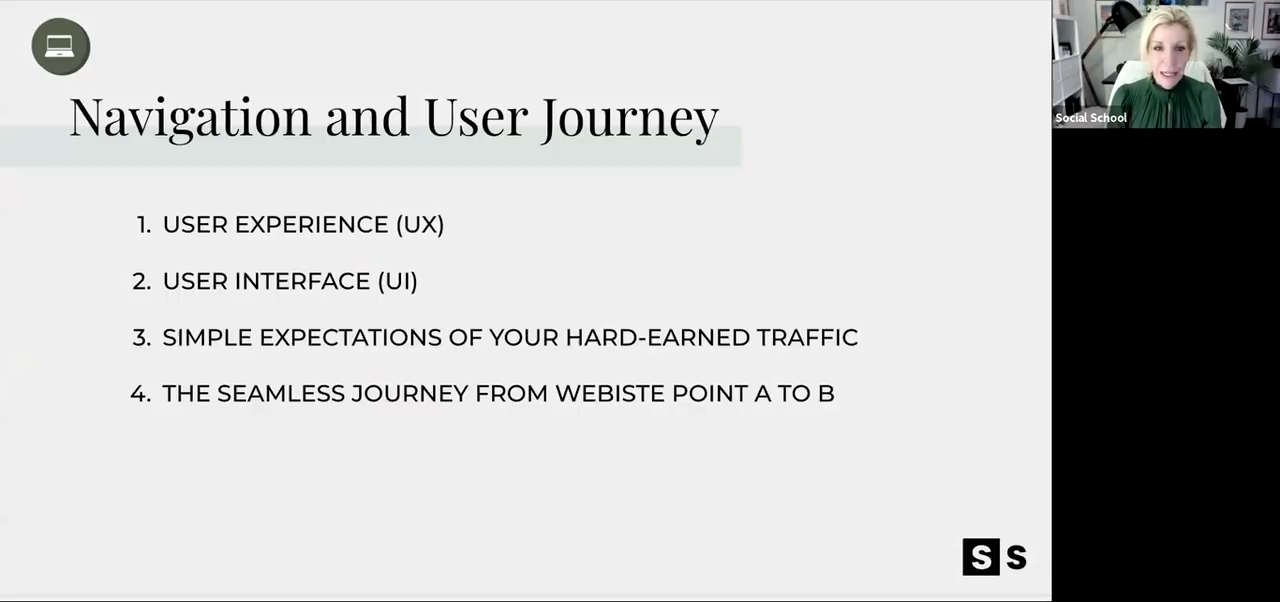 Navigation and User Journey
1. USER EXPERIENCE (UX)
2. USER INTERFACE (UI)
3. SIMPLE EXPECTATIONS OF YOUR HARD-EARNED TRAFFIC
4. THE SEAMLESS JOURNEY FROM WEBISTE POINT A TO B
S S
Social School